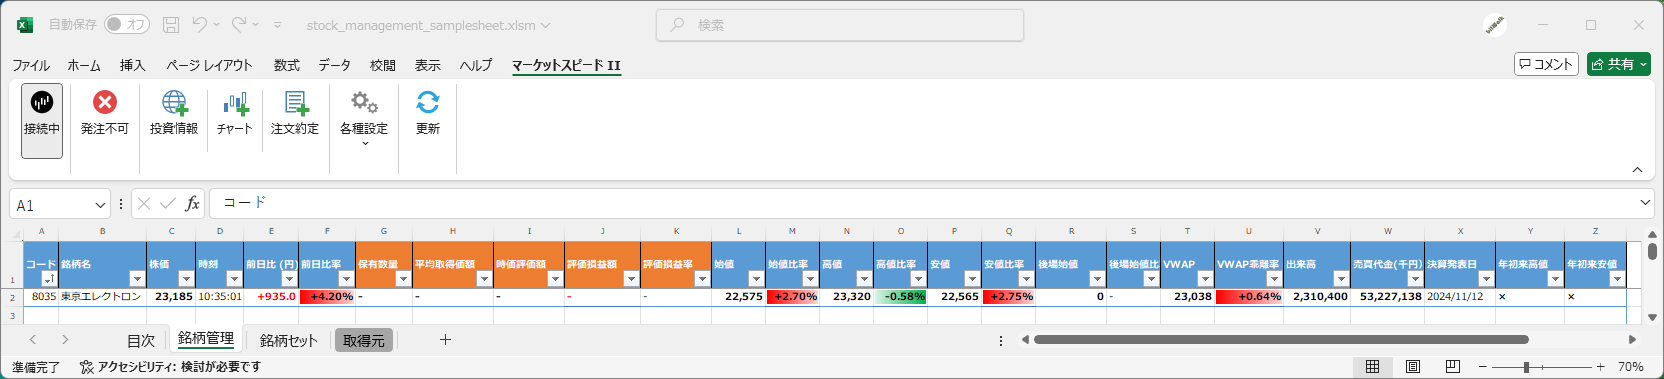 自動保存 オフ stock_management_samplesheet.xlsm 検索
ファイル ホーム 挿入 ページ レイアウト 数式 データ 校閲 表示 ヘルプ マーケットスピード II コメント 共有
接続中 発注不可 投資情報 チャート 注文約定 各種設定 更新
A1 fx コード
A B C D E F G H I J K L M N O P Q R S T U V W X Y Z
1 コード 銘柄名 株価 時刻 前日比 (円) 前日比率 保有数量 平均取得価額 時価評価額 評価損益額 評価損益率 始値 始値比率 高値 高値比率 安値 安値比率 後場始値 後場始値比 VWAP VWAP乖離率 出来高 売買代金(千円) 決算発表日 年初来高値 年初来安値
2 8035 東京エレクトロン 23,185 10:35:01 +935.0 +4.20% - - - - - 22,575 +2.70% 23,320 -0.58% 22,565 +2.75% 0 - 23,038 +0.64% 2,310,400 53,227,138 2024/11/12 × ×
3
目次 銘柄管理 銘柄セット 取得元 +
準備完了 アクセシビリティ: 検討が必要です 70%